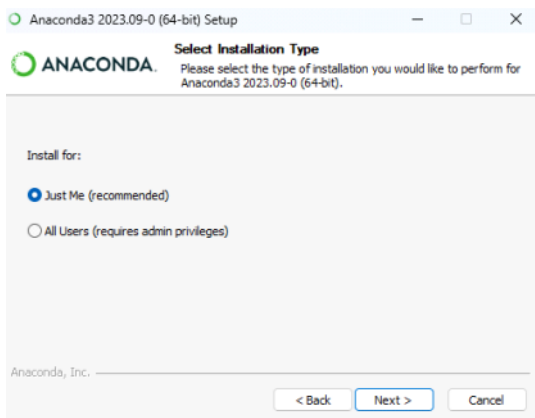 Anaconda3 2023.09-0 (64-bit) Setup
ANACONDA.
Select Installation Type
Please select the type of installation you would like to perform for
Anaconda3 2023.09-0 (64-bit).
Install for:
Just Me (recommended)
All Users (requires admin privileges)
Anaconda, Inc.
< Back Next > Cancel